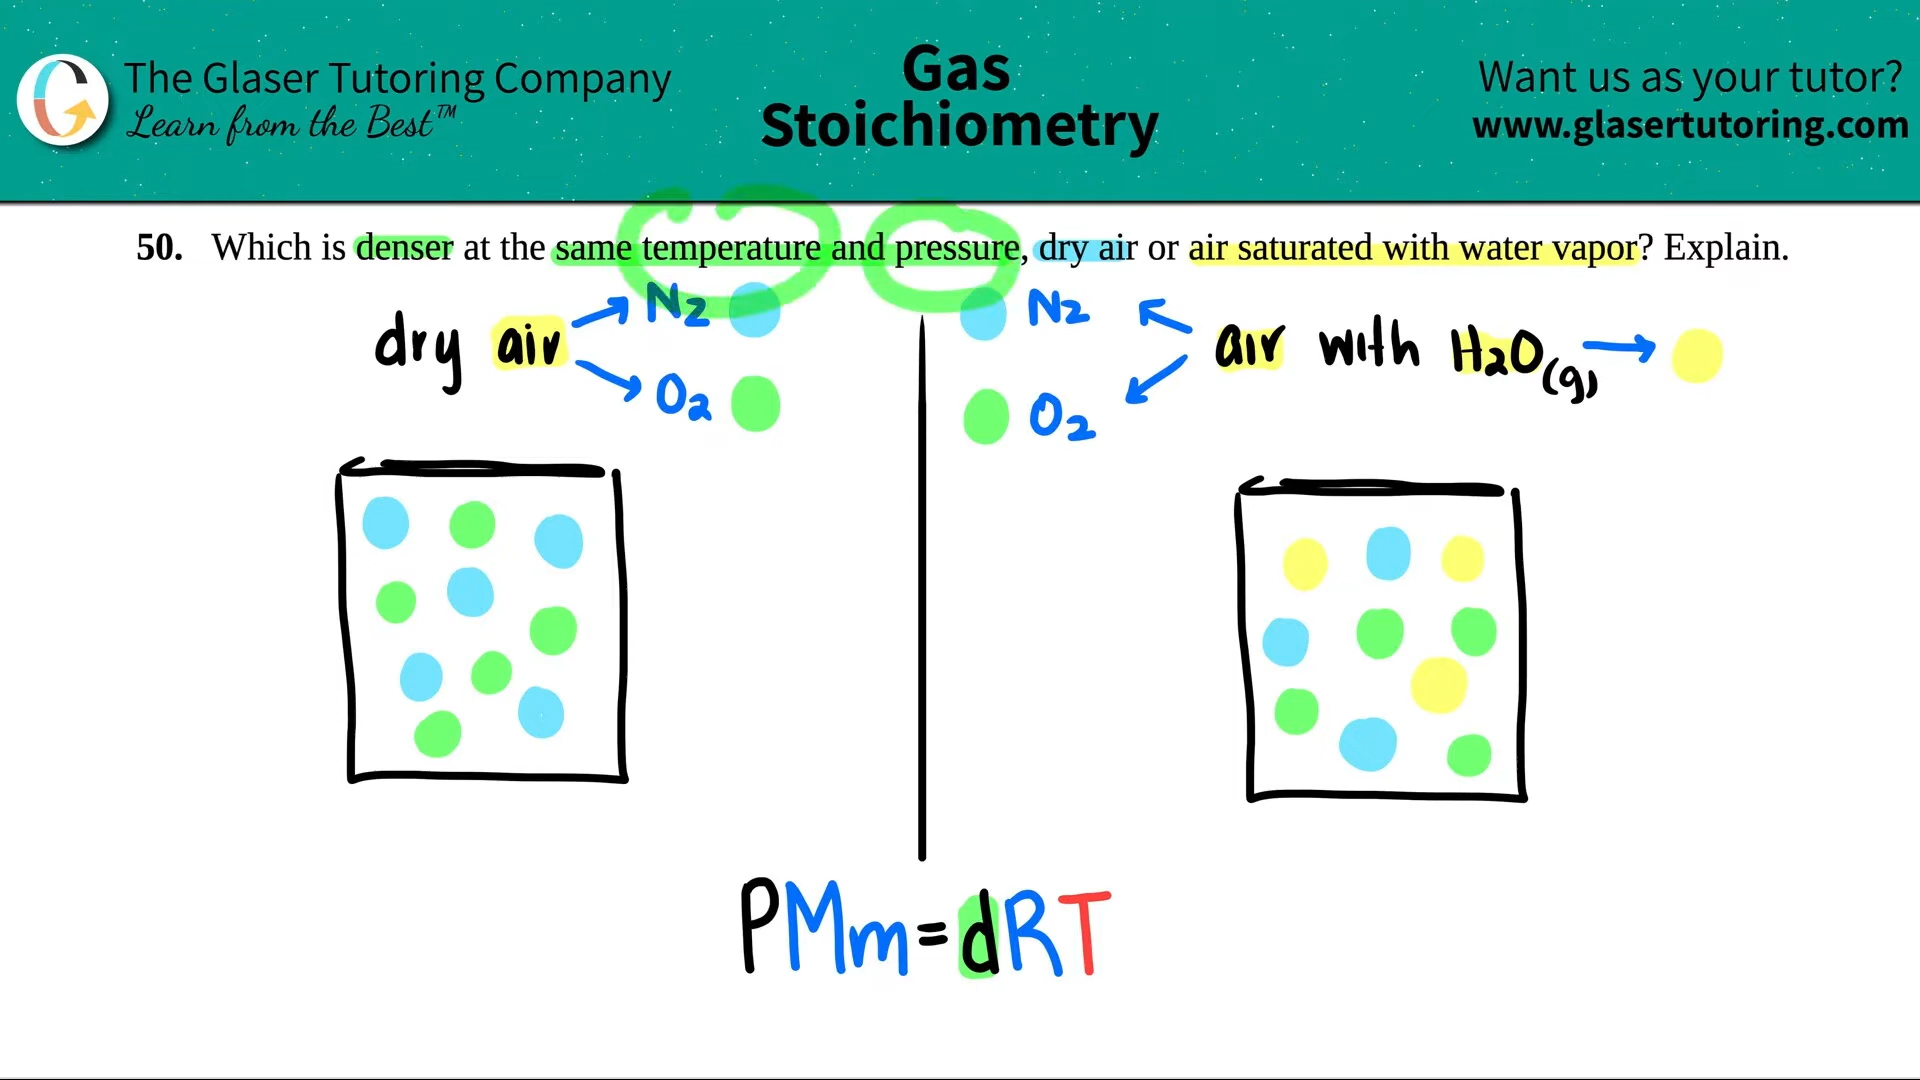 The Glaser Tutoring Company
Learn from the Best™
Gas
Stoichiometry
Want us as your tutor?
www.glasertutoring.com
50. Which is denser at the same temperature and pressure, dry air or air saturated with water vapor? Explain.
dry air
N2
O2
N2
O2
air with H2O(g)
PMm=dRT